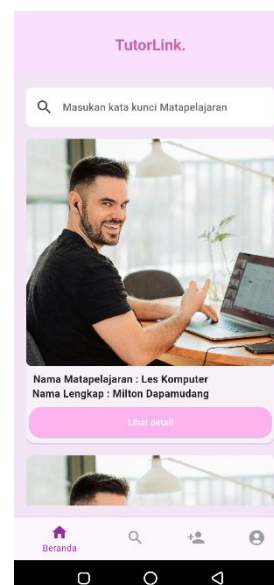 TutorLink.
Masukan kata kunci Matapelajaran
Nama Matapelajaran : Les Komputer
Nama Lengkap : Milton Dapamudang
Lihat detail
Beranda